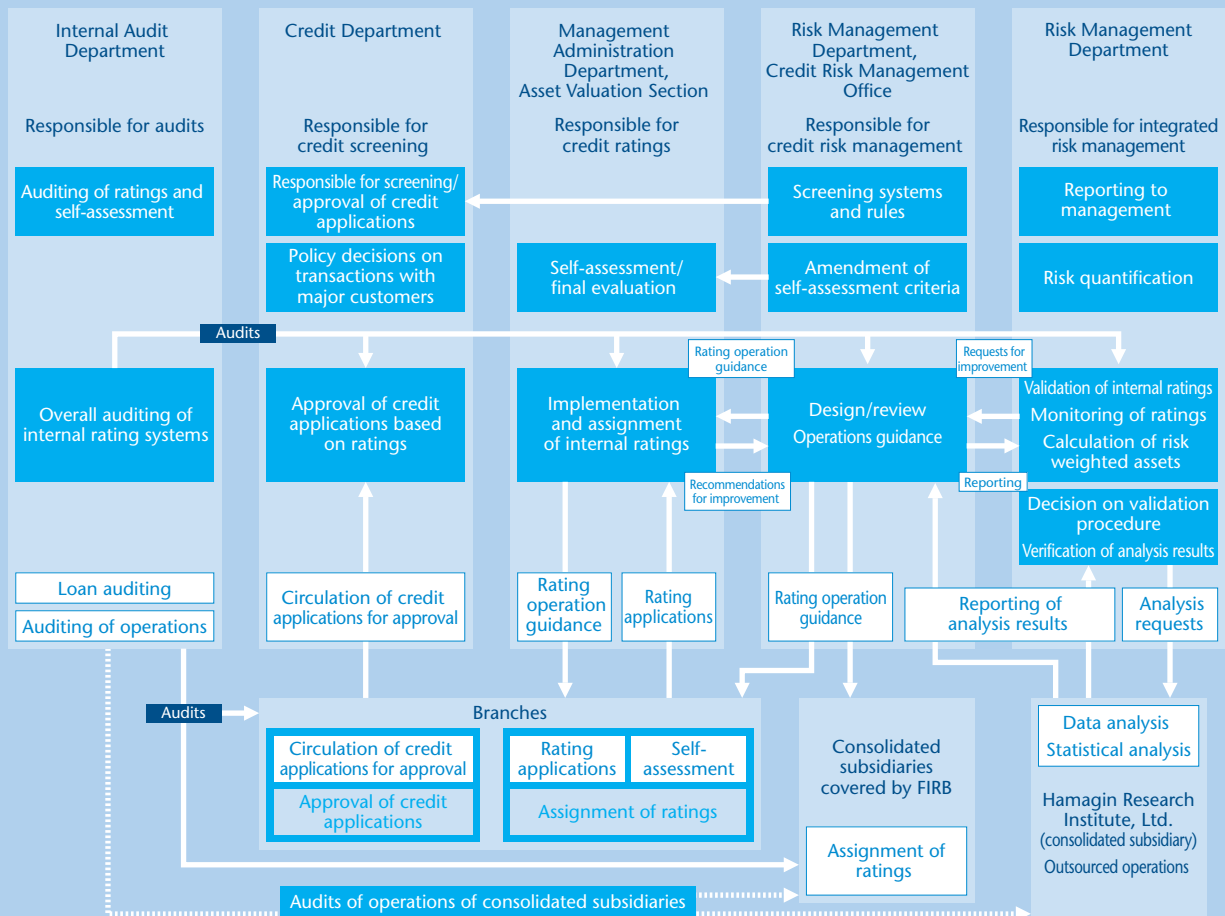 Internal Audit
Department
Responsible for audits
Auditing of ratings and
self-assessment
Credit Department
Responsible for
credit screening
Responsible for screening/
approval of credit
applications
Policy decisions on
transactions with
major customers
Management
Administration
Department,
Asset Valuation Section
Responsible for
credit ratings
Self-assessment/
final evaluation
Risk Management
Department,
Credit Risk Management
Office
Responsible for
credit risk management
Screening systems
and rules
Amendment of
self-assessment criteria
Risk Management
Department
Responsible for integrated
risk management
Reporting to
management
Risk quantification
Audits
Overall auditing of
internal rating systems
Approval of credit
applications based
on ratings
Implementation
and assignment
of internal ratings
Rating operation
guidance
Recommendations
for improvement
Design/review
Operations guidance
Requests for
improvement
Reporting
Validation of internal ratings
Monitoring of ratings
Calculation of risk
weighted assets
Decision on validation
procedure
Verification of analysis results
Loan auditing
Auditing of operations
Circulation of credit
applications for approval
Rating
operation
guidance
Rating
applications
Rating operation
guidance
Reporting of
analysis results
Analysis
requests
Audits
Branches
Circulation of credit
applications for approval
Approval of credit
applications
Rating
applications
Self-
assessment
Assignment of ratings
Consolidated
subsidiaries
covered by FIRB
Assignment of
ratings
Data analysis
Statistical analysis
Hamagin Research
Institute, Ltd.
(consolidated subsidiary)
Outsourced operations
Audits of operations of consolidated subsidiaries